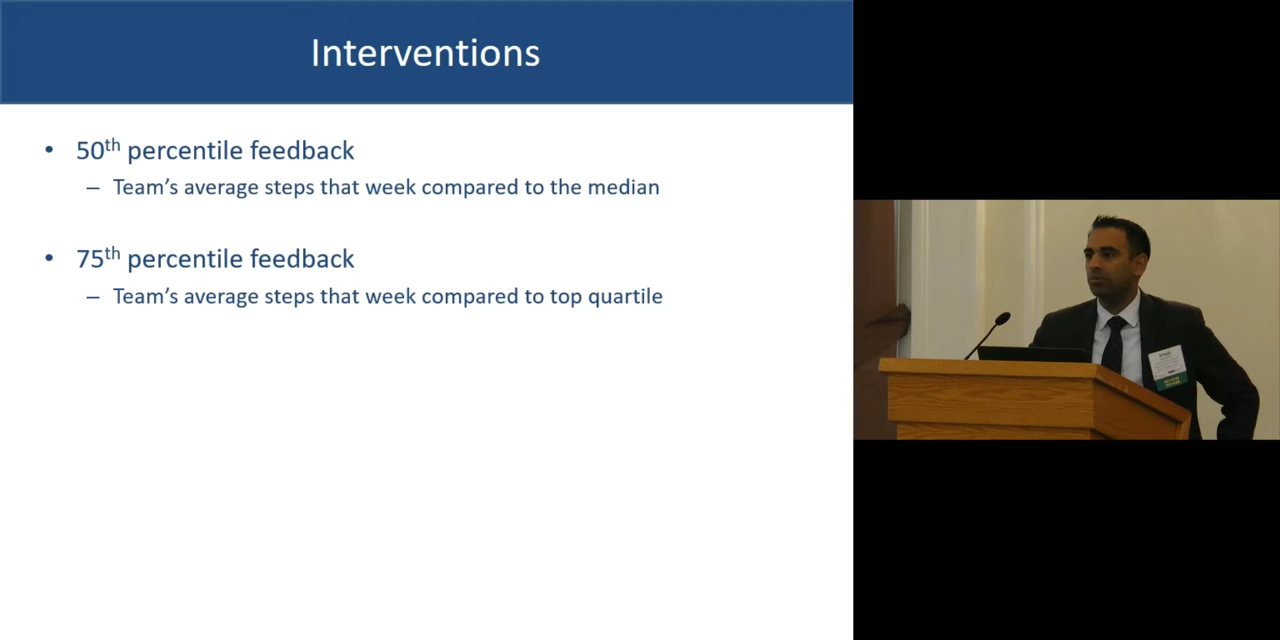 Interventions
• 50th percentile feedback
– Team’s average steps that week compared to the median
• 75th percentile feedback
– Team’s average steps that week compared to top quartile